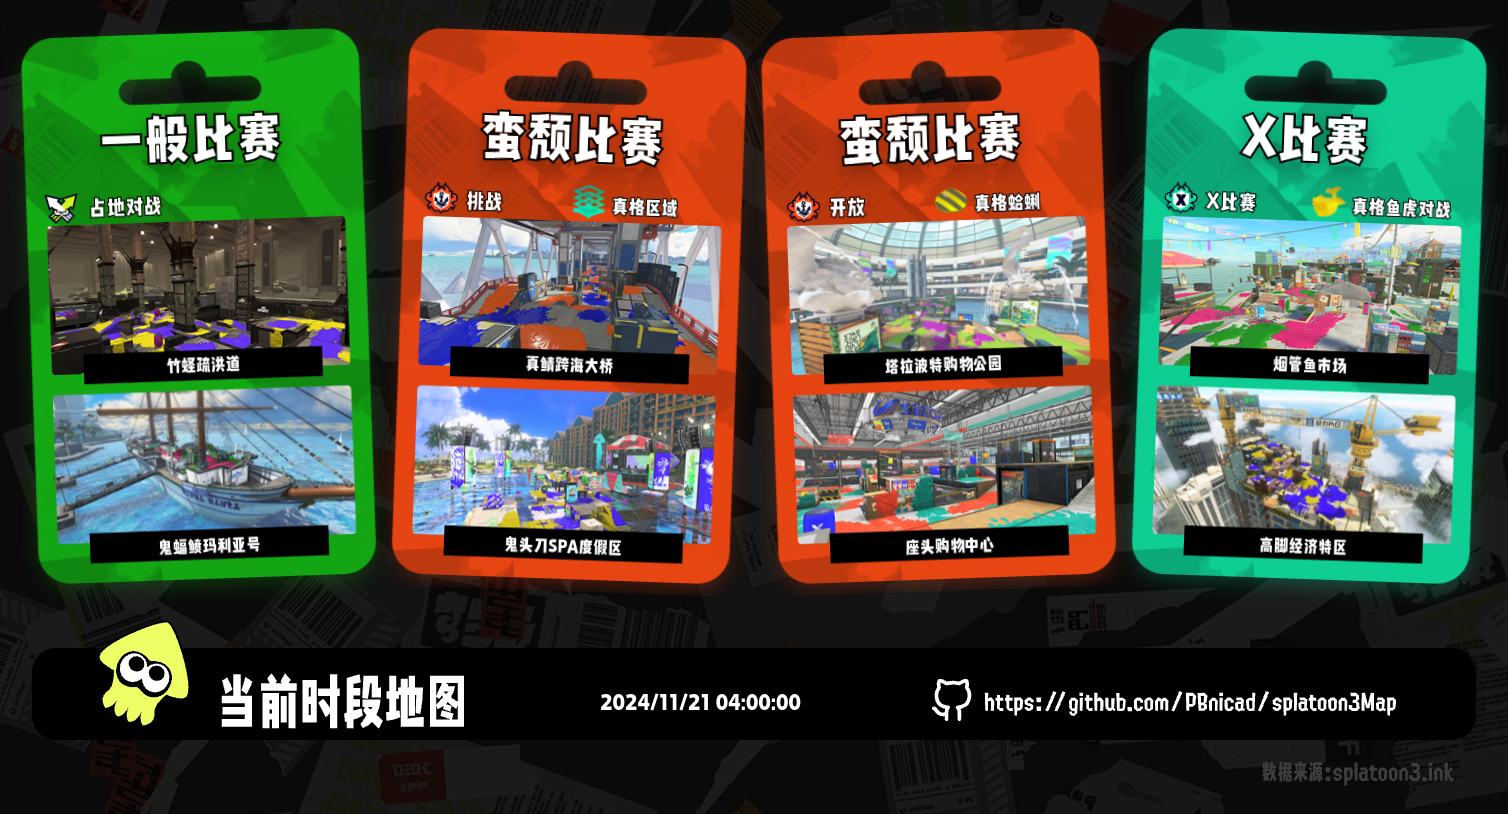 一般比赛
占地对战
竹蛏疏洪道
鬼蝠鲼玛利亚号
蛮颓比赛
挑战
真格区域
真鲭跨海大桥
鬼头刀SPA度假区
蛮颓比赛
开放
真格蛤蜊
塔拉波特购物公园
座头购物中心
X比赛
X比赛
真格鱼虎对战
烟管鱼市场
高脚经济特区
当前时段地图
2024/11/21 04:00:00
https://github.com/PBnicad/splatoon3Map
数据来源:splatoon3.ink